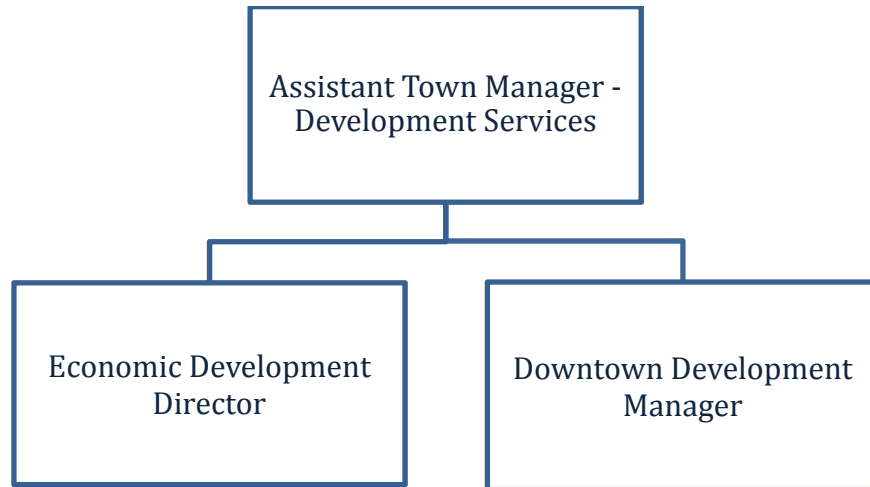 Assistant Town Manager -
Development Services
Economic Development
Director
Downtown Development
Manager